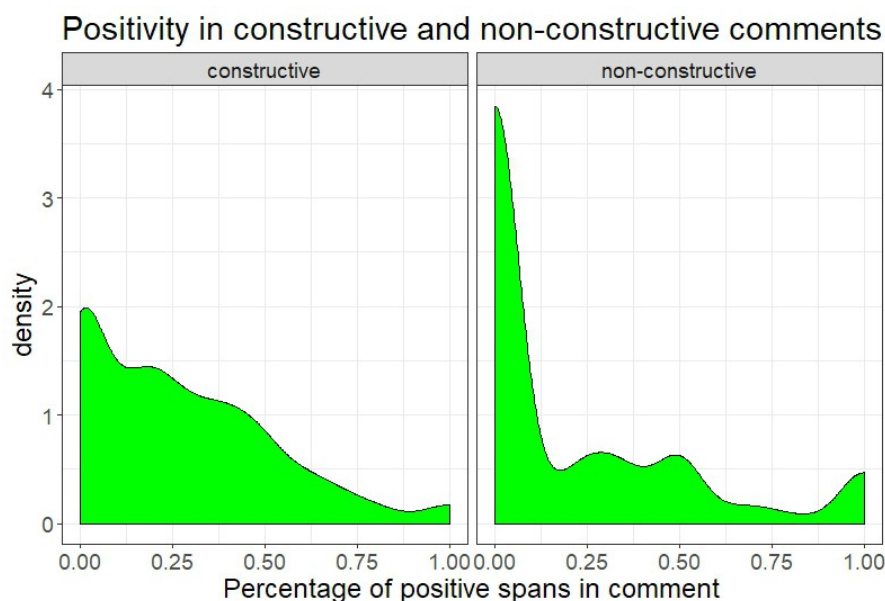 Positivity in constructive and non-constructive comments
constructive
non-constructive
4
3
2
1
0
density
0.00 0.25 0.50 0.75 1.00
0.00 0.25 0.50 0.75 1.00
Percentage of positive spans in comment